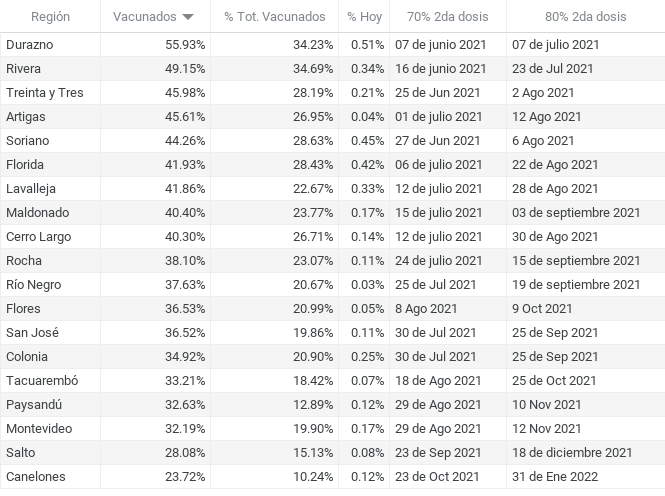 Región Vacunados % Tot. Vacunados % Hoy 70% 2da dosis 80% 2da dosis
Durazno 55.93% 34.23% 0.51% 07 de junio 2021 07 de julio 2021
Rivera 49.15% 34.69% 0.34% 16 de junio 2021 23 de Jul 2021
Treinta y Tres 45.98% 28.19% 0.21% 25 de Jun 2021 2 Ago 2021
Artigas 45.61% 26.95% 0.04% 01 de julio 2021 12 Ago 2021
Soriano 44.26% 28.63% 0.45% 27 de Jun 2021 6 Ago 2021
Florida 41.93% 28.43% 0.42% 06 de julio 2021 22 de Ago 2021
Lavalleja 41.86% 22.67% 0.33% 12 de julio 2021 28 de Ago 2021
Maldonado 40.40% 23.77% 0.17% 15 de julio 2021 03 de septiembre 2021
Cerro Largo 40.30% 26.71% 0.14% 12 de julio 2021 30 de Ago 2021
Rocha 38.10% 23.07% 0.11% 24 de julio 2021 15 de septiembre 2021
Río Negro 37.63% 20.67% 0.03% 25 de Jul 2021 19 de septiembre 2021
Flores 36.53% 20.99% 0.05% 8 Ago 2021 9 Oct 2021
San José 36.52% 19.86% 0.11% 30 de Jul 2021 25 de Sep 2021
Colonia 34.92% 20.90% 0.25% 30 de Jul 2021 25 de Sep 2021
Tacuarembó 33.21% 18.42% 0.07% 18 de Ago 2021 25 de Oct 2021
Paysandú 32.63% 12.89% 0.12% 29 de Ago 2021 10 Nov 2021
Montevideo 32.19% 19.90% 0.17% 29 de Ago 2021 12 Nov 2021
Salto 28.08% 15.13% 0.08% 23 de Sep 2021 18 de diciembre 2021
Canelones 23.72% 10.24% 0.12% 23 de Oct 2021 31 de Ene 2022